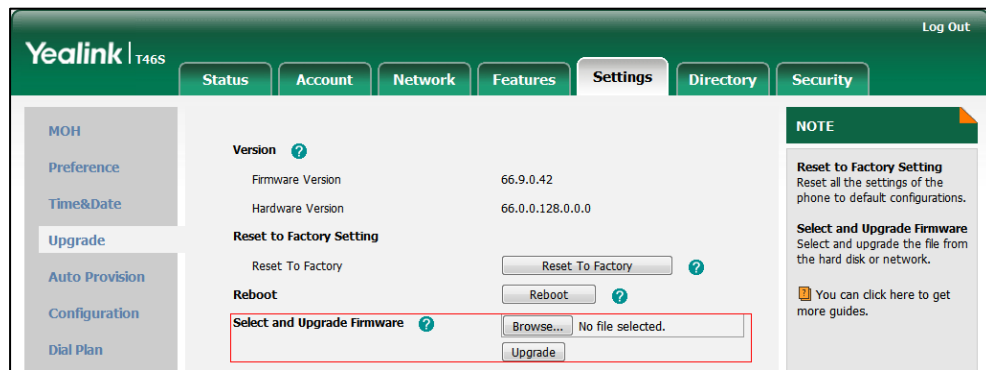 Log Out
Yealink T46S
Status Account Network Features Settings Directory Security
MOH
Preference
Time&Date
Upgrade
Auto Provision
Configuration
Dial Plan
Version ?
Firmware Version 66.9.0.42
Hardware Version 66.0.0.128.0.0.0
Reset to Factory Setting
Reset To Factory Reset To Factory ?
Reboot Reboot ?
Select and Upgrade Firmware ? Browse... No file selected.
Upgrade
NOTE
Reset to Factory Setting
Reset all the settings of the
phone to default configurations.
Select and Upgrade Firmware
Select and upgrade the file from
the hard disk or network.
? You can click here to get
more guides.